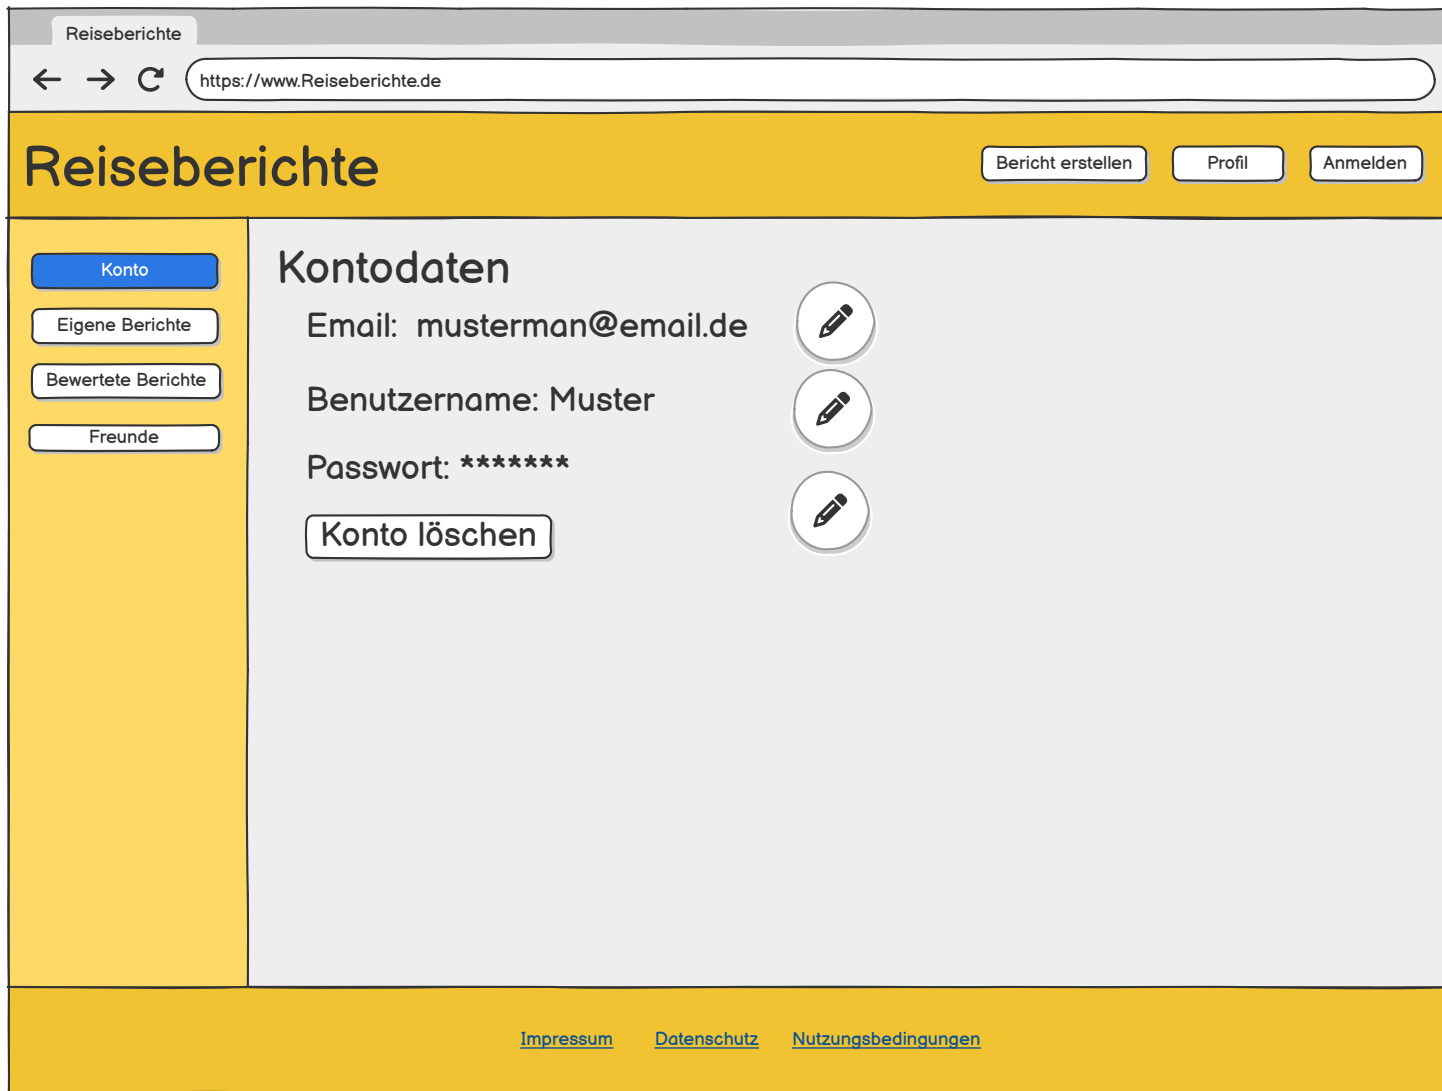 Reiseberichte
https://www.Reiseberichte.de
Reiseberichte
Bericht erstellen
Profil
Anmelden
Konto
Eigene Berichte
Bewertete Berichte
Freunde
Kontodaten
Email: musterman@email.de
Benutzername: Muster
Passwort: *******
Konto löschen
Impressum
Datenschutz
Nutzungsbedingungen